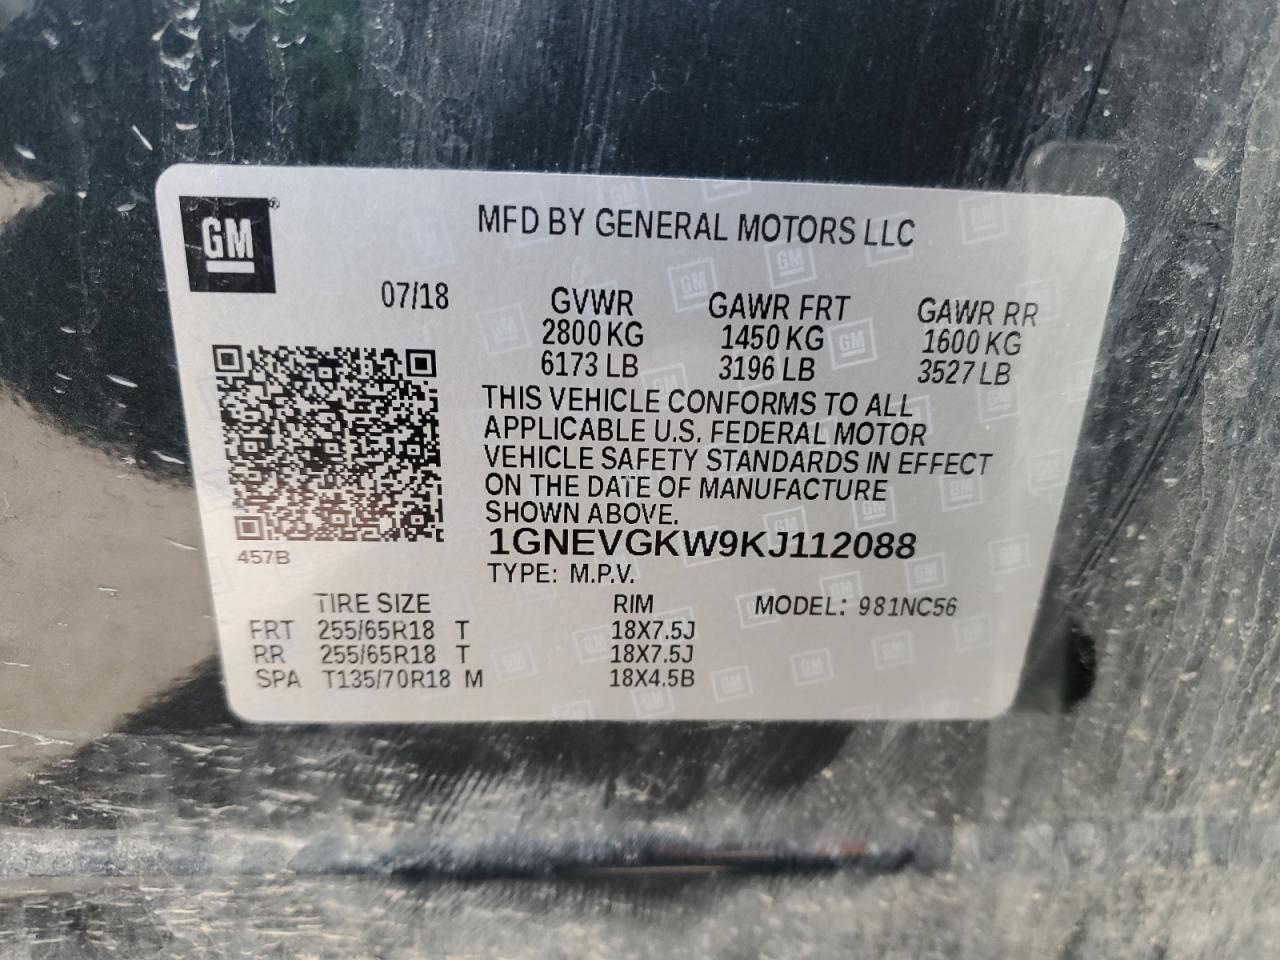 GM
MFD BY GENERAL MOTORS LLC
07/18
GVWR GAWR FRT GAWR RR
2800 KG 1450 KG 1600 KG
6173 LB 3196 LB 3527 LB
THIS VEHICLE CONFORMS TO ALL
APPLICABLE U.S. FEDERAL MOTOR
VEHICLE SAFETY STANDARDS IN EFFECT
ON THE DATE OF MANUFACTURE
SHOWN ABOVE.
1GNEVGKW9KJ112088
457B
TYPE: M.P.V.
TIRE SIZE RIM MODEL: 981NC56
FRT 255/65R18 T 18X7.5J
RR 255/65R18 T 18X7.5J
SPA T135/70R18 M 18X4.5B